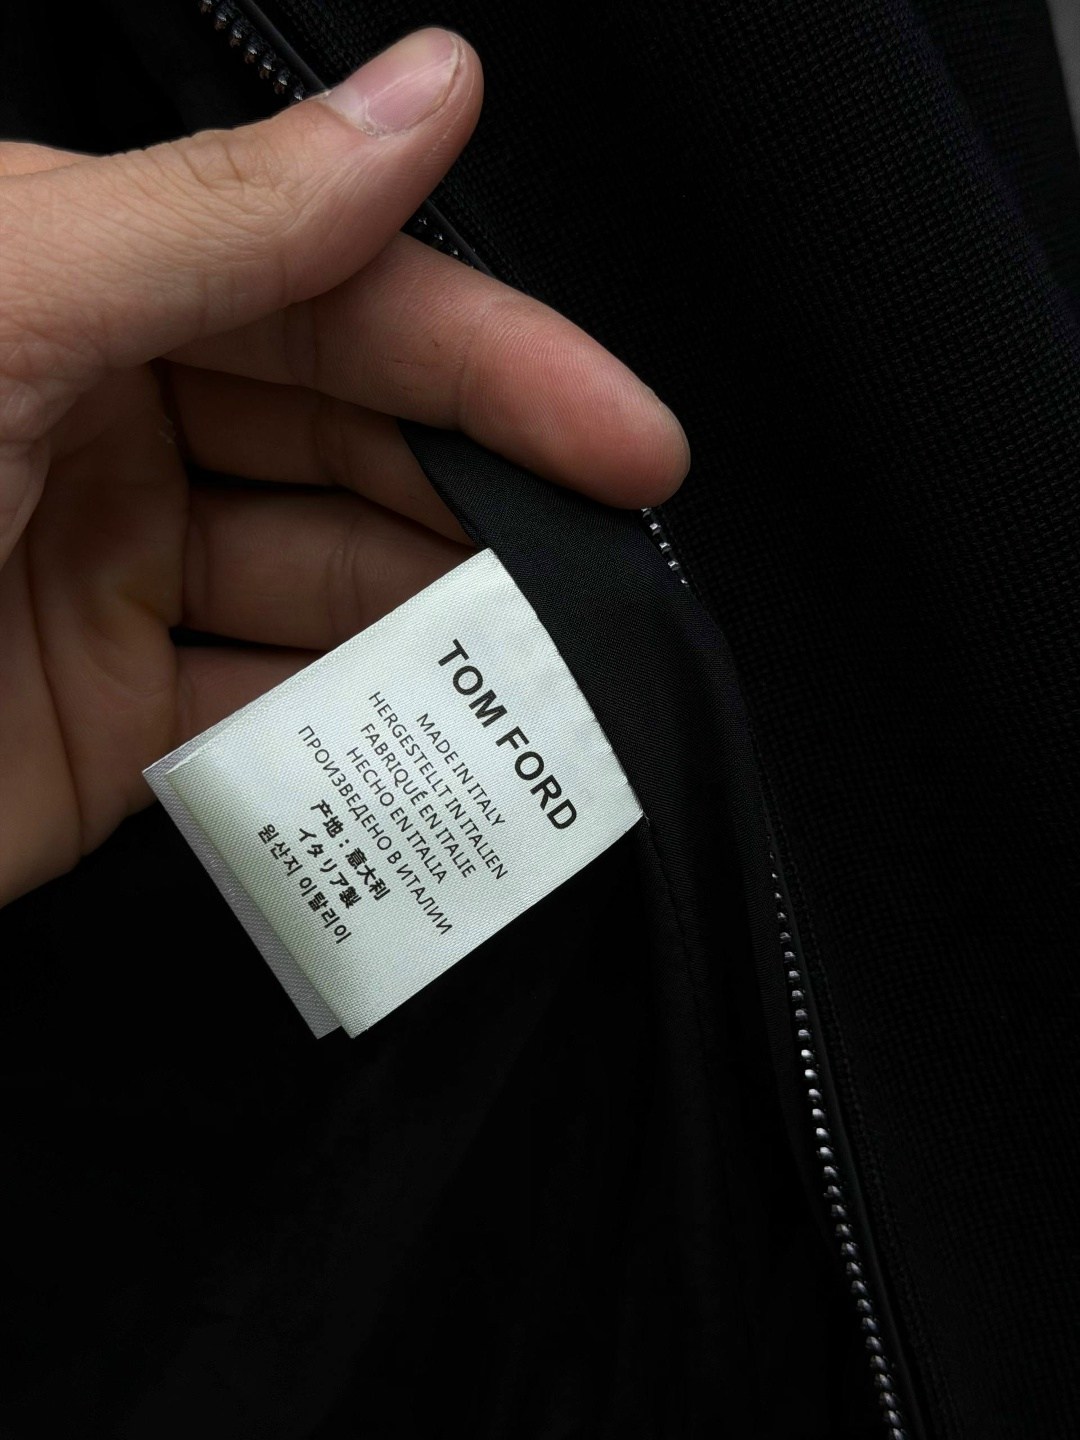 TOM FORD
MADE IN ITALY
HERGESTELLT IN ITALIEN
FABRIQUÉ EN ITALIE
HECHO EN ITALIA
ПРОИЗВЕДЕНО В ИТАЛИИ
产地：意大利
イタリア製
원산지 이탈리아